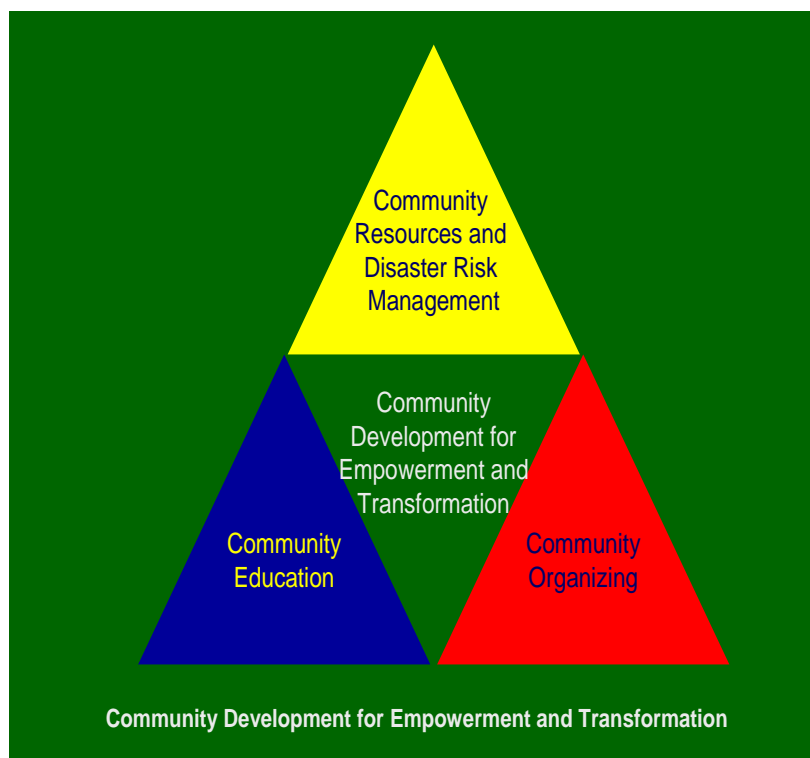 Community
Resources and
Disaster Risk
Management
Community
Development for
Empowerment and
Transformation
Community
Education
Community
Organizing
Community Development for Empowerment and Transformation